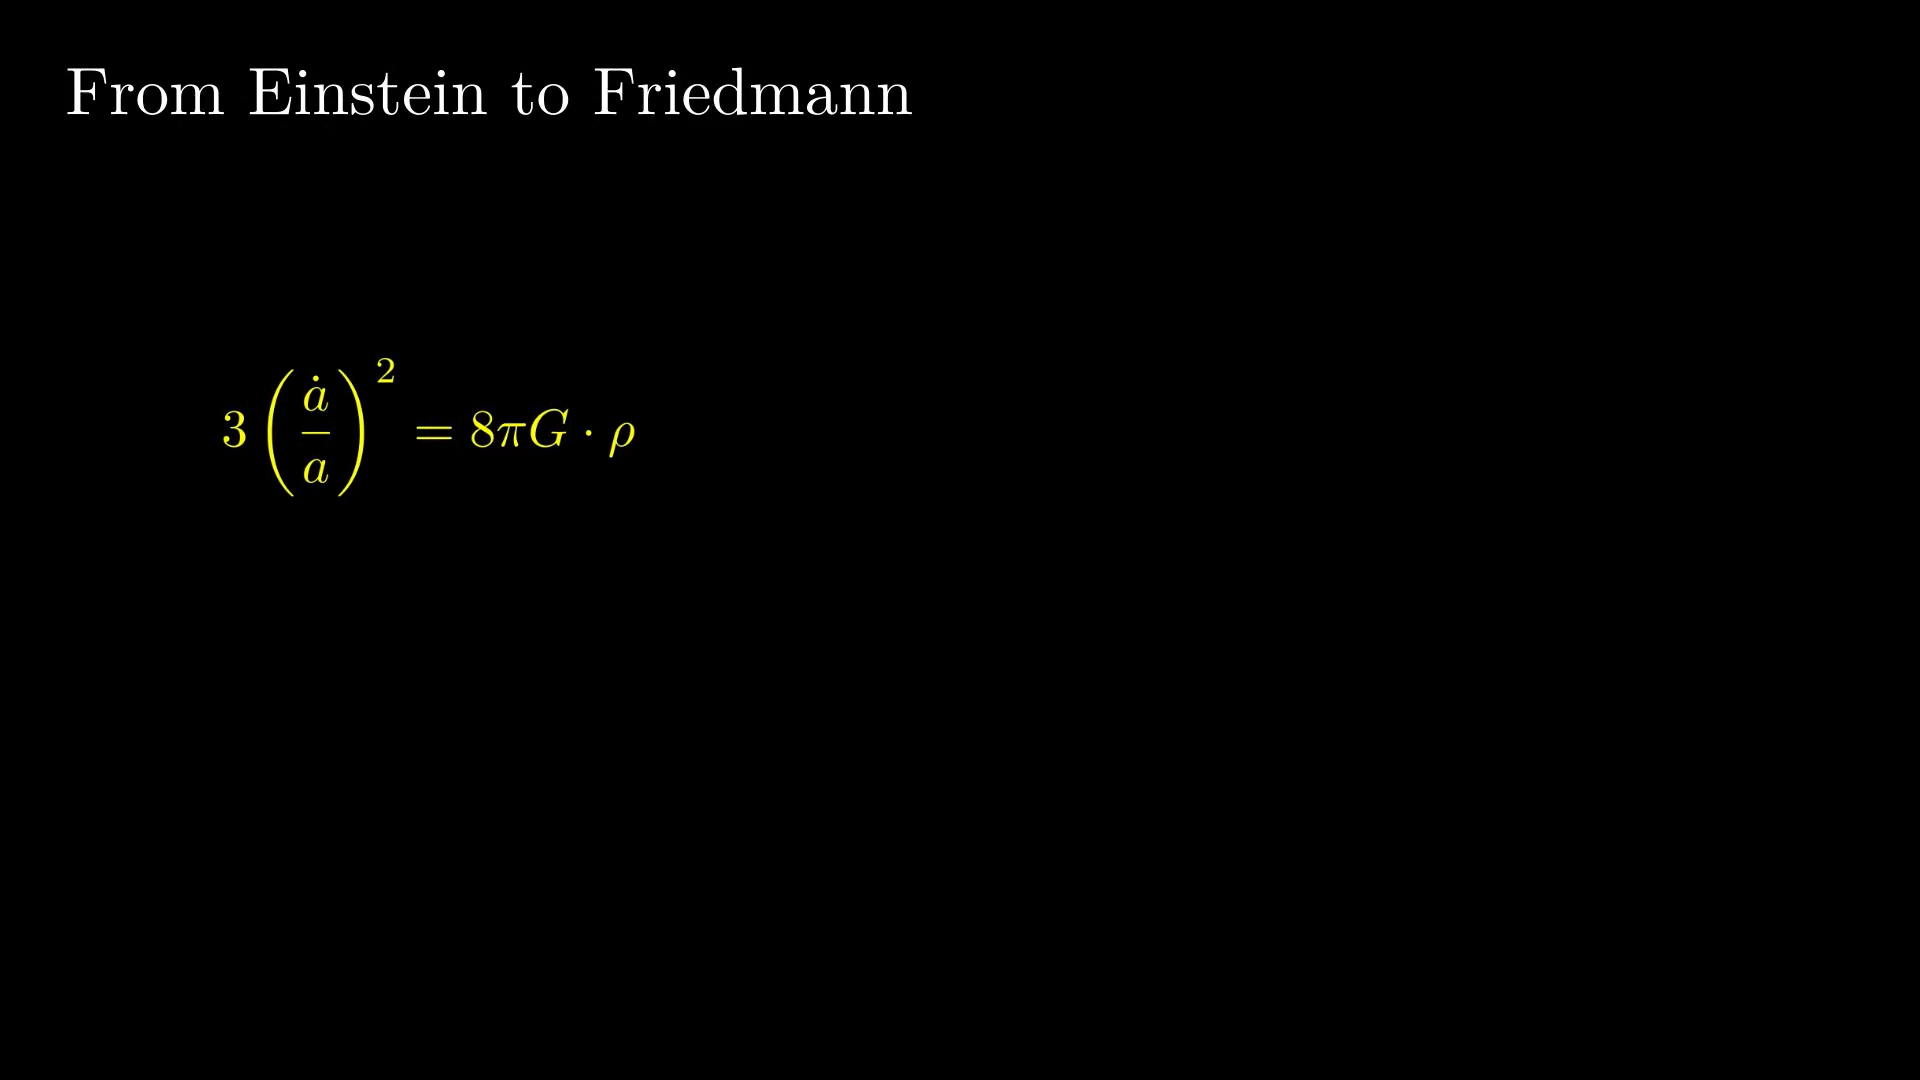 From Einstein to Friedmann
3 (ȧ/a)² = 8πG · ρ